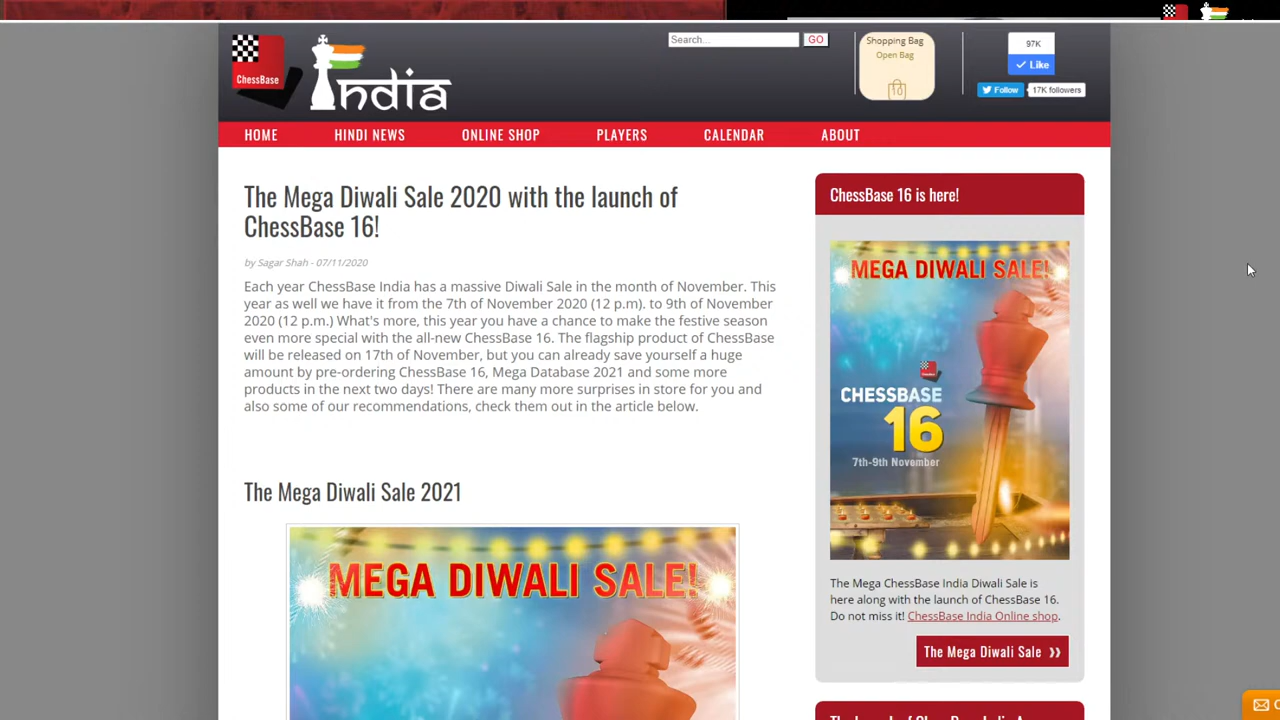 ChessBase
India
Search...
GO
Shopping Bag
Open Bag
97K
Like
Follow
17K followers
HOME
HINDI NEWS
ONLINE SHOP
PLAYERS
CALENDAR
ABOUT
The Mega Diwali Sale 2020 with the launch of
ChessBase 16!
by Sagar Shah - 07/11/2020
Each year ChessBase India has a massive Diwali Sale in the month of November. This
year as well we have it from the 7th of November 2020 (12 p.m). to 9th of November
2020 (12 p.m.) What's more, this year you have a chance to make the festive season
even more special with the all-new ChessBase 16. The flagship product of ChessBase
will be released on 17th of November, but you can already save yourself a huge
amount by pre-ordering ChessBase 16, Mega Database 2021 and some more
products in the next two days! There are many more surprises in store for you and
also some of our recommendations, check them out in the article below.
The Mega Diwali Sale 2021
MEGA DIWALI SALE!
ChessBase 16 is here!
MEGA DIWALI SALE!
CHESSBASE
16
7th-9th November
The Mega ChessBase India Diwali Sale is
here along with the launch of ChessBase 16.
Do not miss it! ChessBase India Online shop.
The Mega Diwali Sale »